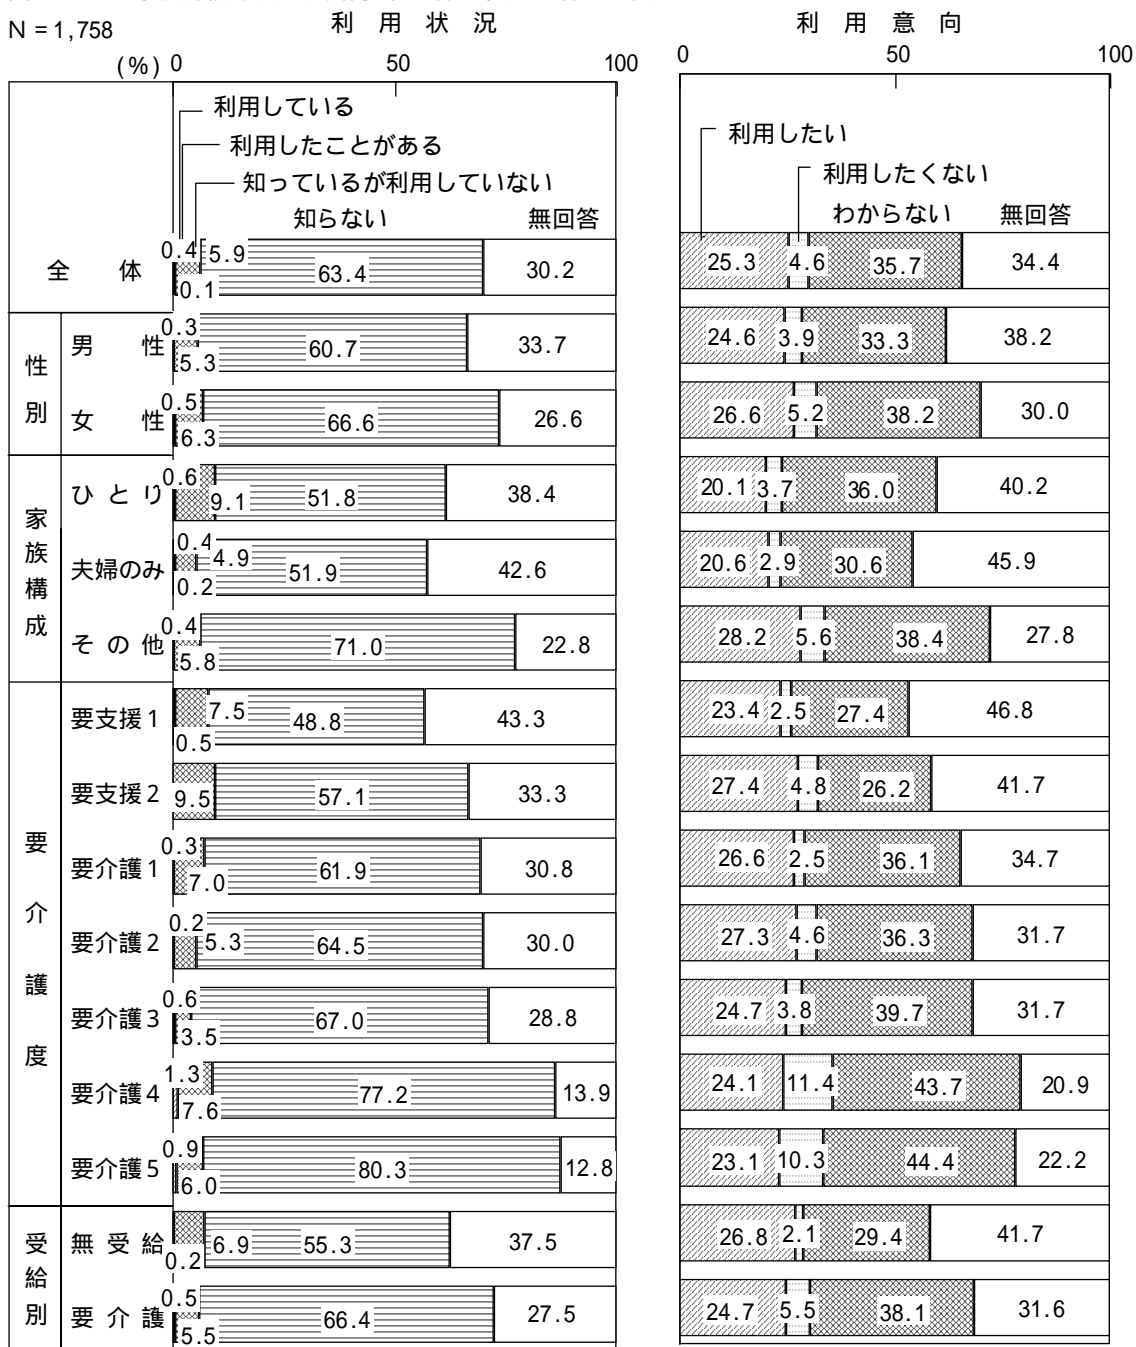 利用状況 利用意向
N＝1,758
(%) 0 50 100 0 50 100
利用している
利用したことがある 利用したい
知っているが利用していない 利用したくない
知らない 無回答 わからない 無回答
全体 0.4 0.1 5.9 63.4 30.2 25.3 4.6 35.7 34.4
性別
男性 0.3 5.3 60.7 33.7 24.6 3.9 33.3 38.2
女性 0.5 6.3 66.6 26.6 26.6 5.2 38.2 30.0
家族構成
ひとり 0.6 9.1 51.8 38.4 20.1 3.7 36.0 40.2
夫婦のみ 0.4 0.2 4.9 51.9 42.6 20.6 2.9 30.6 45.9
その他 0.4 5.8 71.0 22.8 28.2 5.6 38.4 27.8
要介護度
要支援1 0.5 7.5 48.8 43.3 23.4 2.5 27.4 46.8
要支援2 9.5 57.1 33.3 27.4 4.8 26.2 41.7
要介護1 0.3 7.0 61.9 30.8 26.6 2.5 36.1 34.7
要介護2 0.2 5.3 64.5 30.0 27.3 4.6 36.3 31.7
要介護3 0.6 3.5 67.0 28.8 24.7 3.8 39.7 31.7
要介護4 1.3 7.6 77.2 13.9 24.1 11.4 43.7 20.9
要介護5 0.9 6.0 80.3 12.8 23.1 10.3 44.4 22.2
受給別
無受給 0.2 6.9 55.3 37.5 26.8 2.1 29.4 41.7
要介護 0.5 5.5 66.4 27.5 24.7 5.5 38.1 31.6